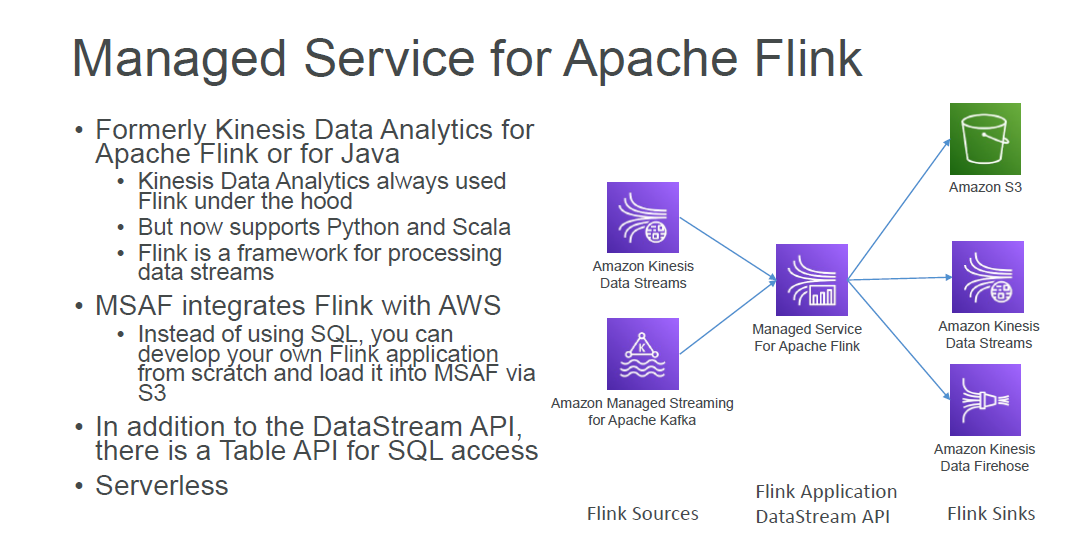 Managed Service for Apache Flink
• Formerly Kinesis Data Analytics for
Apache Flink or for Java
• Kinesis Data Analytics always used
Flink under the hood
• But now supports Python and Scala
• Flink is a framework for processing
data streams
• MSAF integrates Flink with AWS
• Instead of using SQL, you can
develop your own Flink application
from scratch and load it into MSAF via
S3
• In addition to the DataStream API,
there is a Table API for SQL access
• Serverless
Amazon Kinesis
Data Streams
K
Amazon Managed Streaming
for Apache Kafka
Flink Sources
Managed Service
For Apache Flink
Flink Application
DataStream API
Amazon S3
Amazon Kinesis
Data Streams
Amazon Kinesis
Data Firehose
Flink Sinks